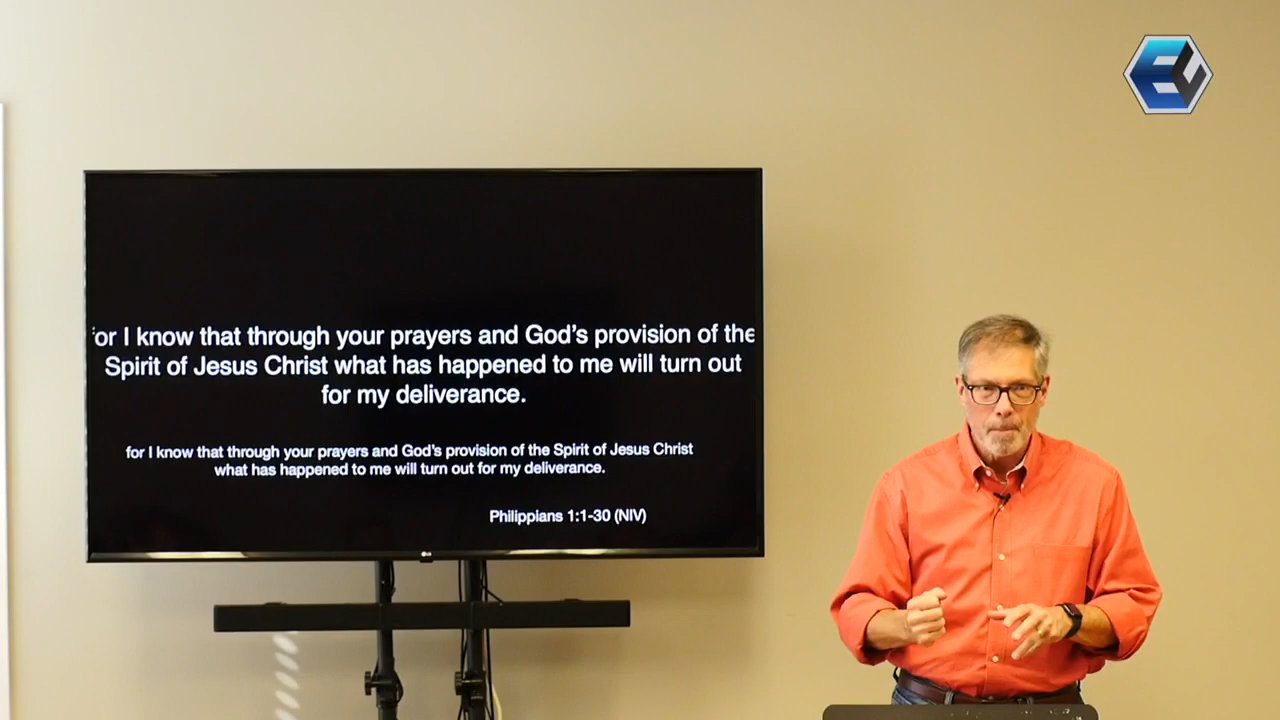 for I know that through your prayers and God's provision of the
Spirit of Jesus Christ what has happened to me will turn out
for my deliverance.
for I know that through your prayers and God's provision of the Spirit of Jesus Christ
what has happened to me will turn out for my deliverance.
Philippians 1:1-30 (NIV)
LG